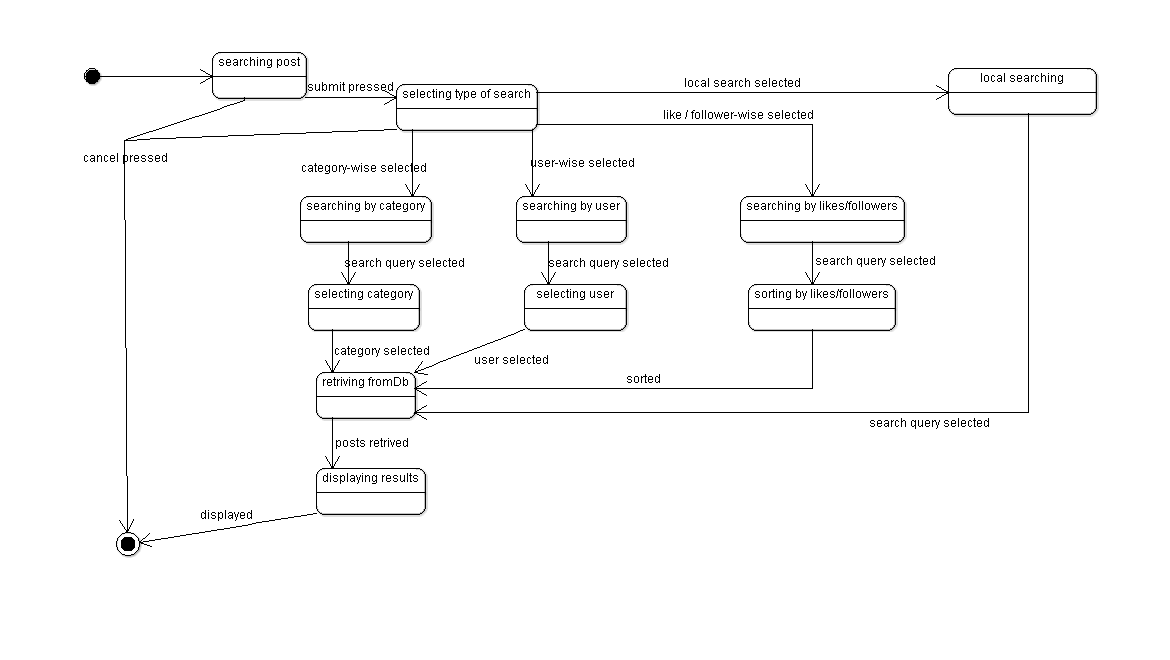 searching post
submit pressed
selecting type of search
local search selected
local searching
like / follower-wise selected
cancel pressed
category-wise selected
user-wise selected
searching by category
searching by user
searching by likes/followers
search query selected
search query selected
search query selected
selecting category
selecting user
sorting by likes/followers
category selected
user selected
retriving fromDb
sorted
search query selected
posts retrived
displaying results
displayed